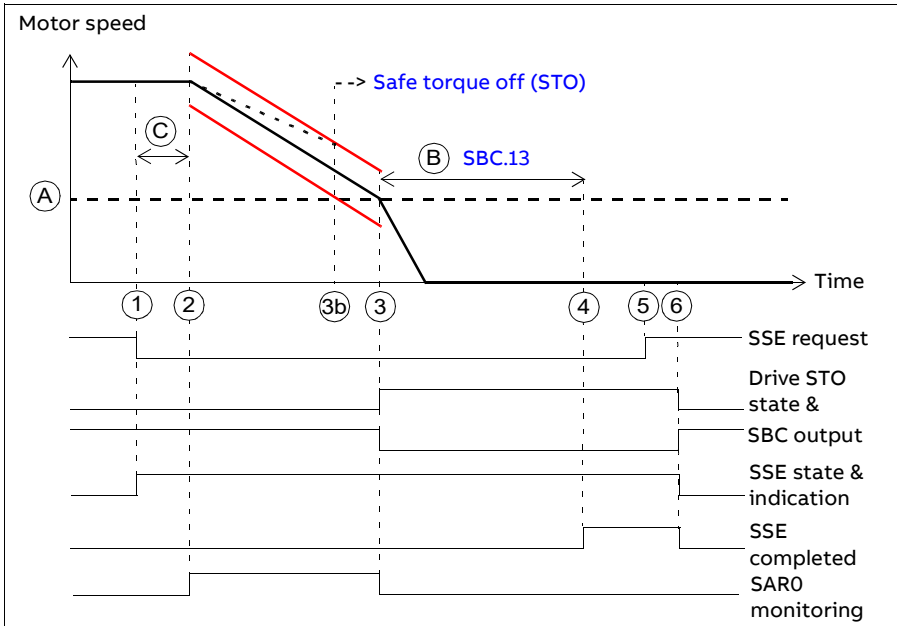 Motor speed
Safe torque off (STO)
C
B SBC.13
A
Time
1 2 3b 3 4 5 6
SSE request
Drive STO
state &
SBC output
SSE state &
indication
SSE
completed
SAR0
monitoring